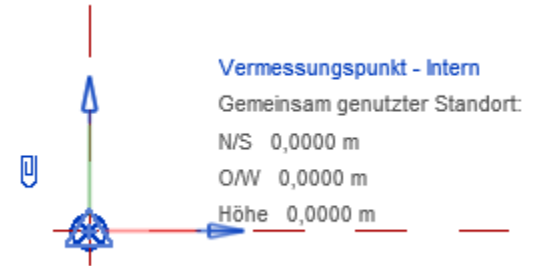 Vermessungspunkt - Intern
Gemeinsam genutzter Standort:
N/S 0,0000 m
O/W 0,0000 m
Höhe 0,0000 m